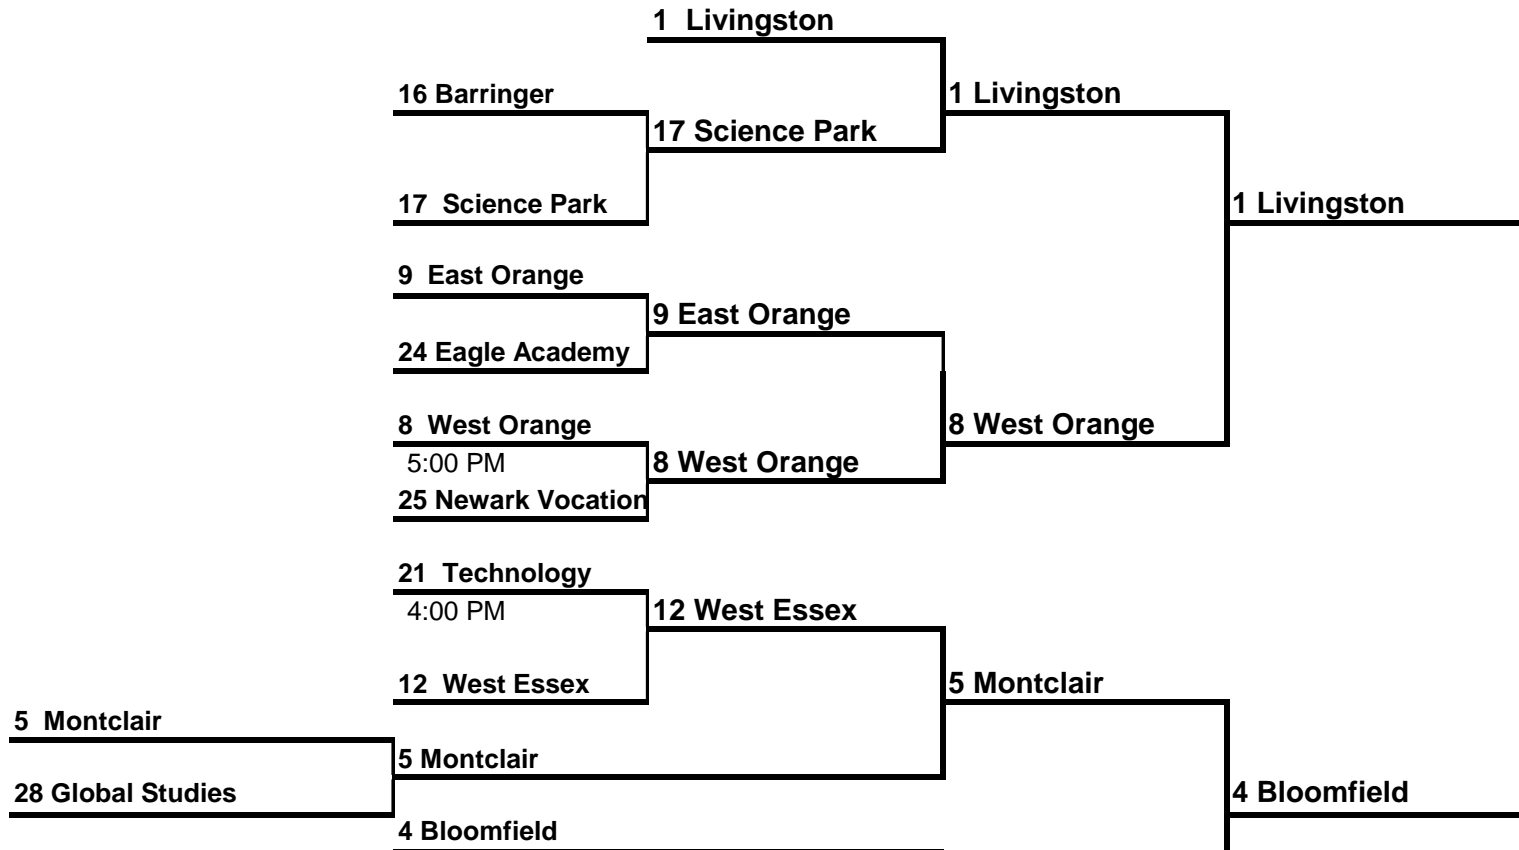 1  Livingston
16 Barringer
1 Livingston
17 Science Park
17  Science Park
1 Livingston
9  East Orange
9 East Orange
24 Eagle Academy
8  West Orange
8 West Orange
5:00 PM
8 West Orange
25 Newark Vocation
21  Technology
4:00 PM
12 West Essex
12  West Essex
5 Montclair
5  Montclair
5 Montclair
28 Global Studies
4 Bloomfield
4 Bloomfield